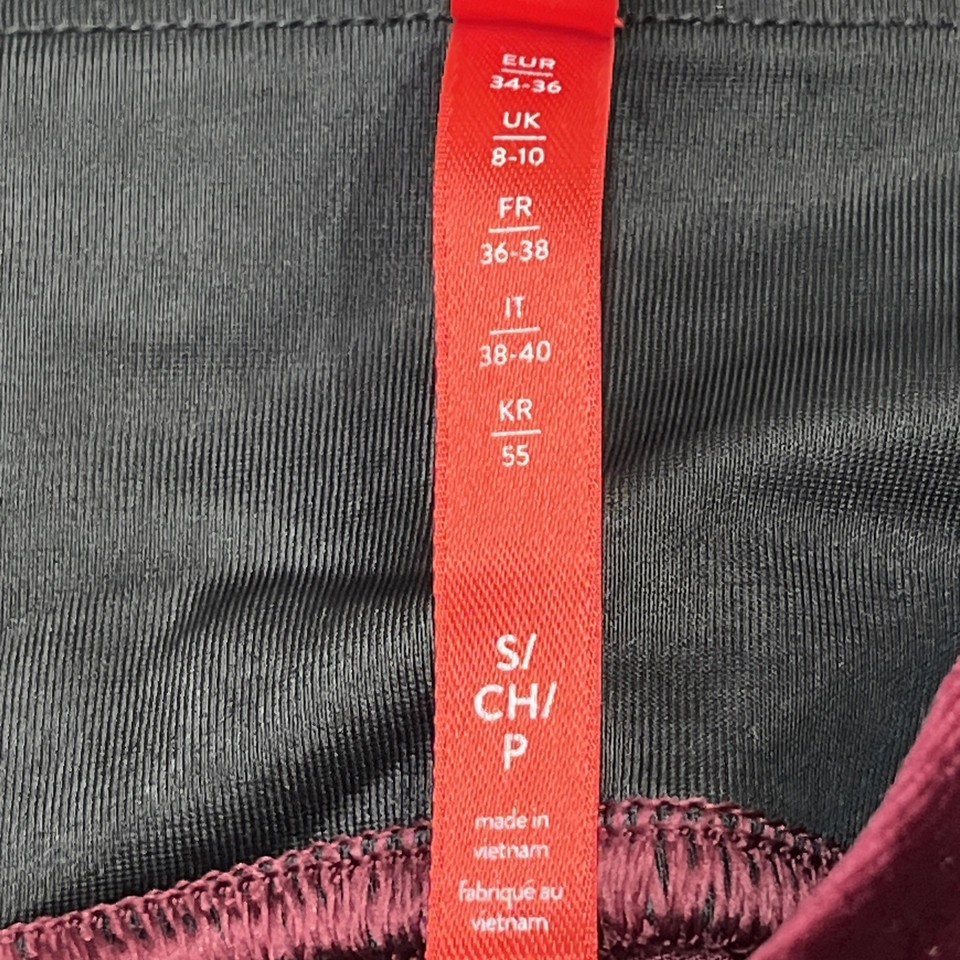 EUR
34-36
UK
8-10
FR
36-38
IT
38-40
KR
55
S/
CH/
P
made in
vietnam
fabriqué au
vietnam